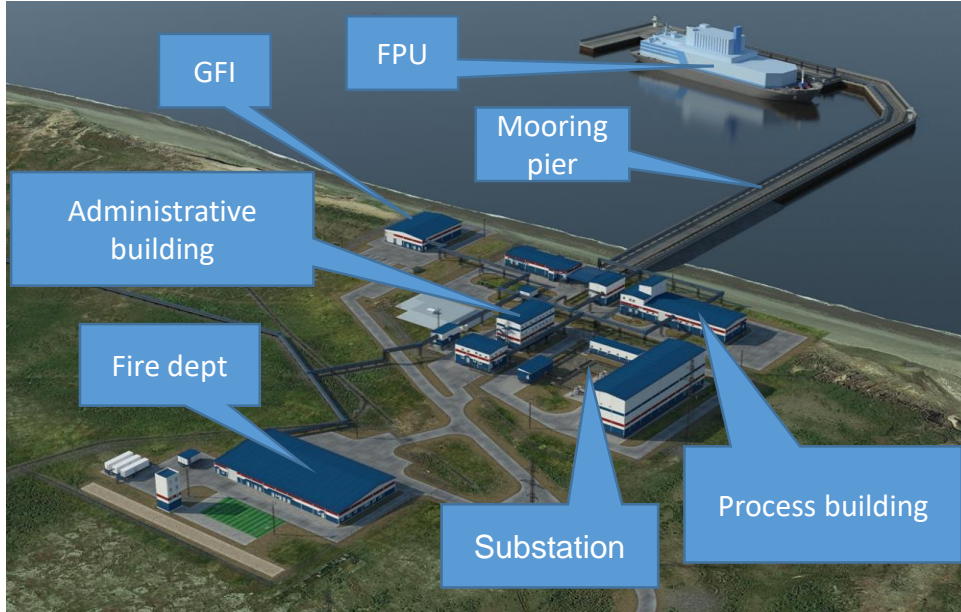 GFI
FPU
Mooring
pier
Administrative
building
Fire dept
Process building
Substation